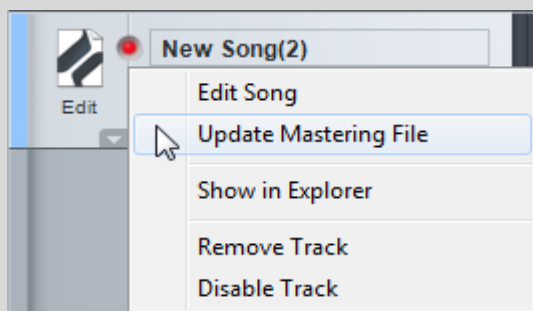 New Song(2)
Edit
Edit Song
Update Mastering File
Show in Explorer
Remove Track
Disable Track